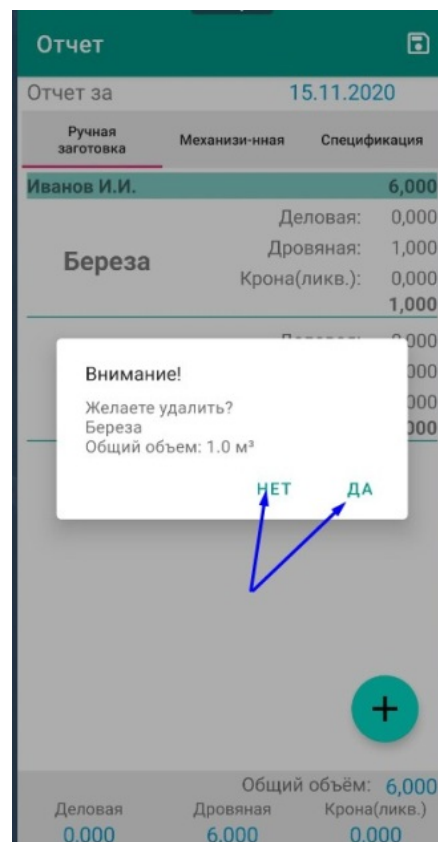 Отчет
Отчет за 15.11.2020
Ручная заготовка Механизи-нная Спецификация
Иванов И.И. 6,000
Береза
Деловая: 0,000
Дровяная: 1,000
Крона(ликв.): 0,000
1,000
Внимание!
Желаете удалить?
Береза
Общий объем: 1.0 м³
НЕТ ДА
Общий объём: 6,000
Деловая Дровяная Крона(ликв.)
0,000 6,000 0,000